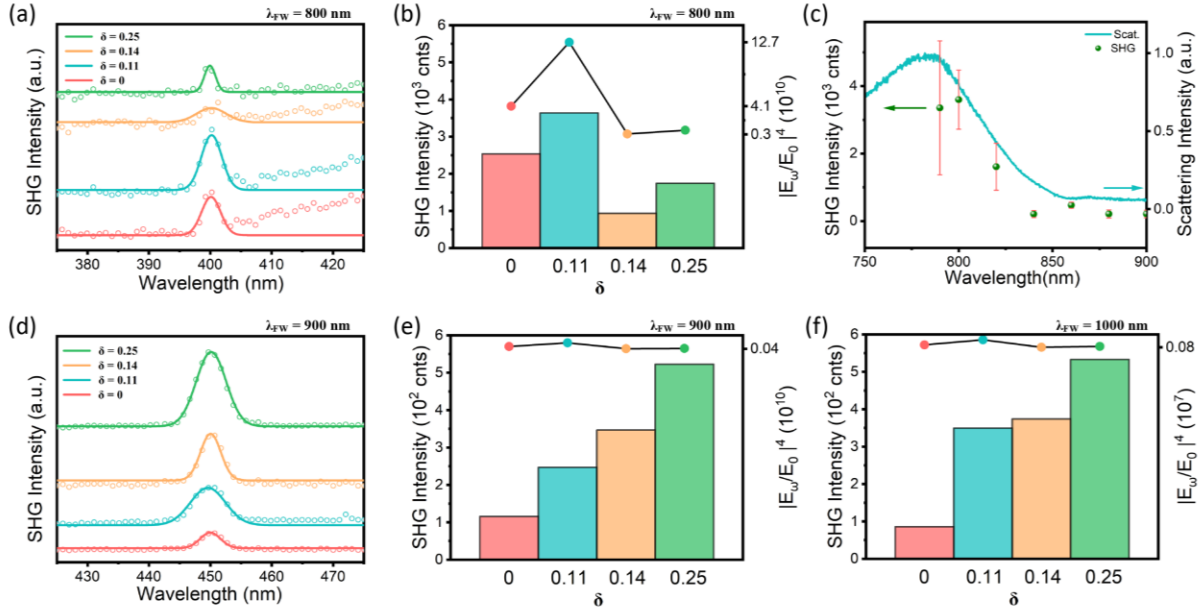 (a)
λFW = 800 nm
δ = 0.25
δ = 0.14
δ = 0.11
δ = 0
SHG Intensity (a.u.)
380 390 400 410 420
Wavelength (nm)
(b)
λFW = 800 nm
SHG Intensity (10³ cnts)
6
5
4
3
2
1
0
12.7
4.1
0.3
|Eω/E0|⁴ (10¹⁰)
0 0.11 0.14 0.25
δ
(c)
Scat.
SHG
SHG Intensity (10³ cnts)
4
2
0
1.0
0.5
0.0
Scattering Intensity (a.u.)
750 800 850 900
Wavelength(nm)
(d)
λFW = 900 nm
δ = 0.25
δ = 0.14
δ = 0.11
δ = 0
SHG Intensity (a.u.)
430 440 450 460 470
Wavelength (nm)
(e)
λFW = 900 nm
SHG Intensity (10² cnts)
6
5
4
3
2
1
0
0.04
|Eω/E0|⁴ (10¹⁰)
0 0.11 0.14 0.25
δ
(f)
λFW = 1000 nm
SHG Intensity (10² cnts)
6
5
4
3
2
1
0
0.08
|Eω/E0|⁴ (10⁷)
0 0.11 0.14 0.25
δ